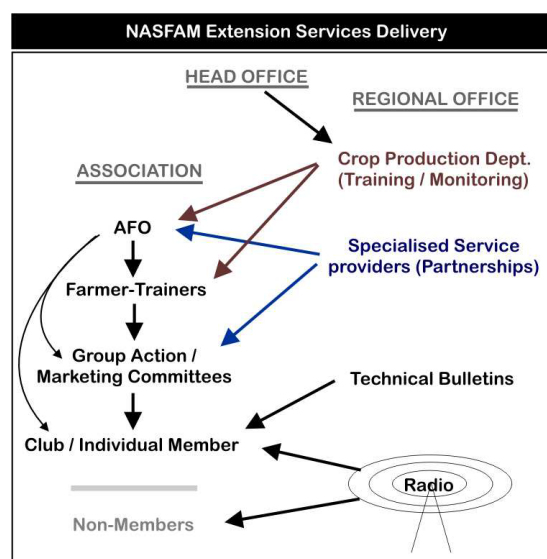 NASFAM Extension Services Delivery
HEAD OFFICE
REGIONAL OFFICE
Crop Production Dept.
(Training / Monitoring)
ASSOCIATION
AFO
Specialised Service
providers (Partnerships)
Farmer-Trainers
Group Action /
Marketing Committees
Technical Bulletins
Club / Individual Member
Radio
Non-Members